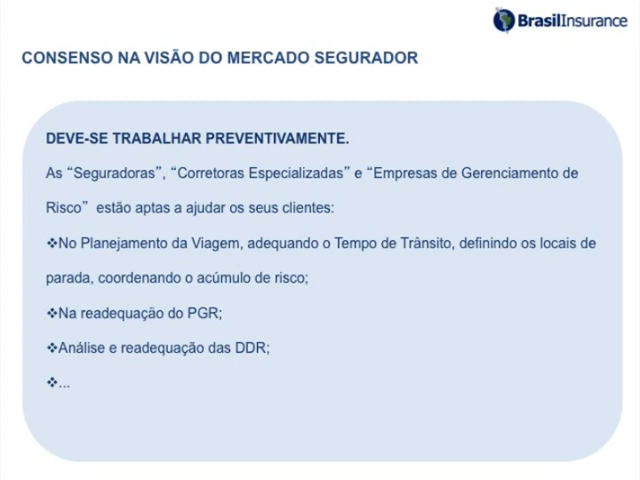 BrasilInsurance
CONSENSO NA VISÃO DO MERCADO SEGURADOR
DEVE-SE TRABALHAR PREVENTIVAMENTE.
As “Seguradoras”, “Corretoras Especializadas” e “Empresas de Gerenciamento de
Risco” estão aptas a ajudar os seus clientes:
❖No Planejamento da Viagem, adequando o Tempo de Trânsito, definindo os locais de
parada, coordenando o acúmulo de risco;
❖Na readequação do PGR;
❖Análise e readequação das DDR;
❖...